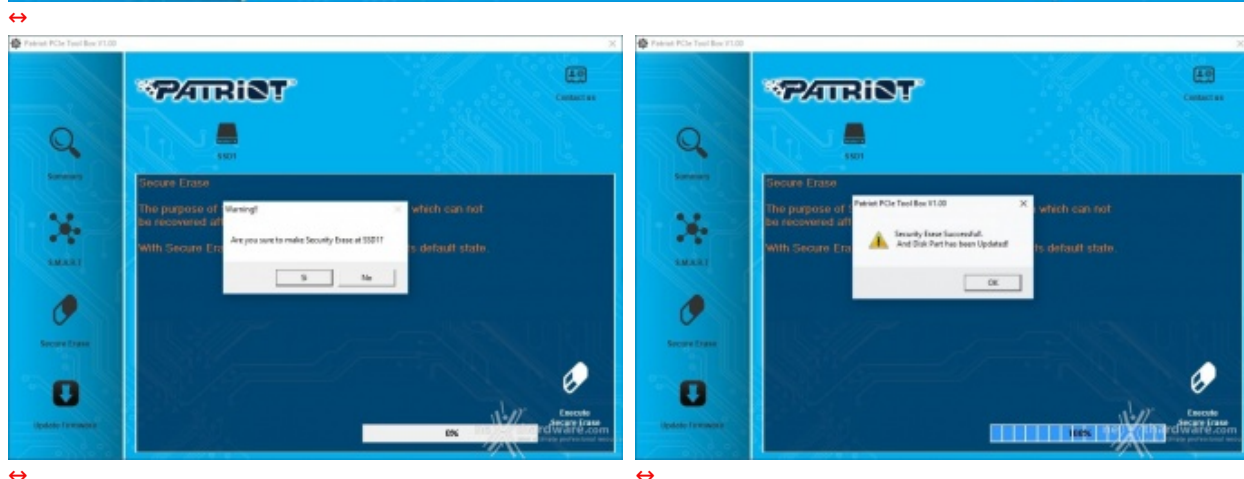 Patriot PCIe Tool Box V1.00
PATRIOT
Contact us
SSD1
Summary
S.M.A.R.T
Secure Erase
Update Firmware
Secure Erase
The purpose of which can not
be recovered aft
With Secure Era ts default state.
Warning!!
Are you sure to make Security Erase at SSD1?
Si
No
0%
Execute
Secure Erase
Patriot PCIe Tool Box V1.00
PATRIOT
Contact us
SSD1
Summary
S.M.A.R.T
Secure Erase
Update Firmware
Secure Erase
The purpose of which can not
be recovered aft
With Secure Era ts default state.
Patriot PCIe Tool Box V1.00
Security Erase Successful!.
And Disk Part has been Updated!
OK
100%
Execute
Secure Erase